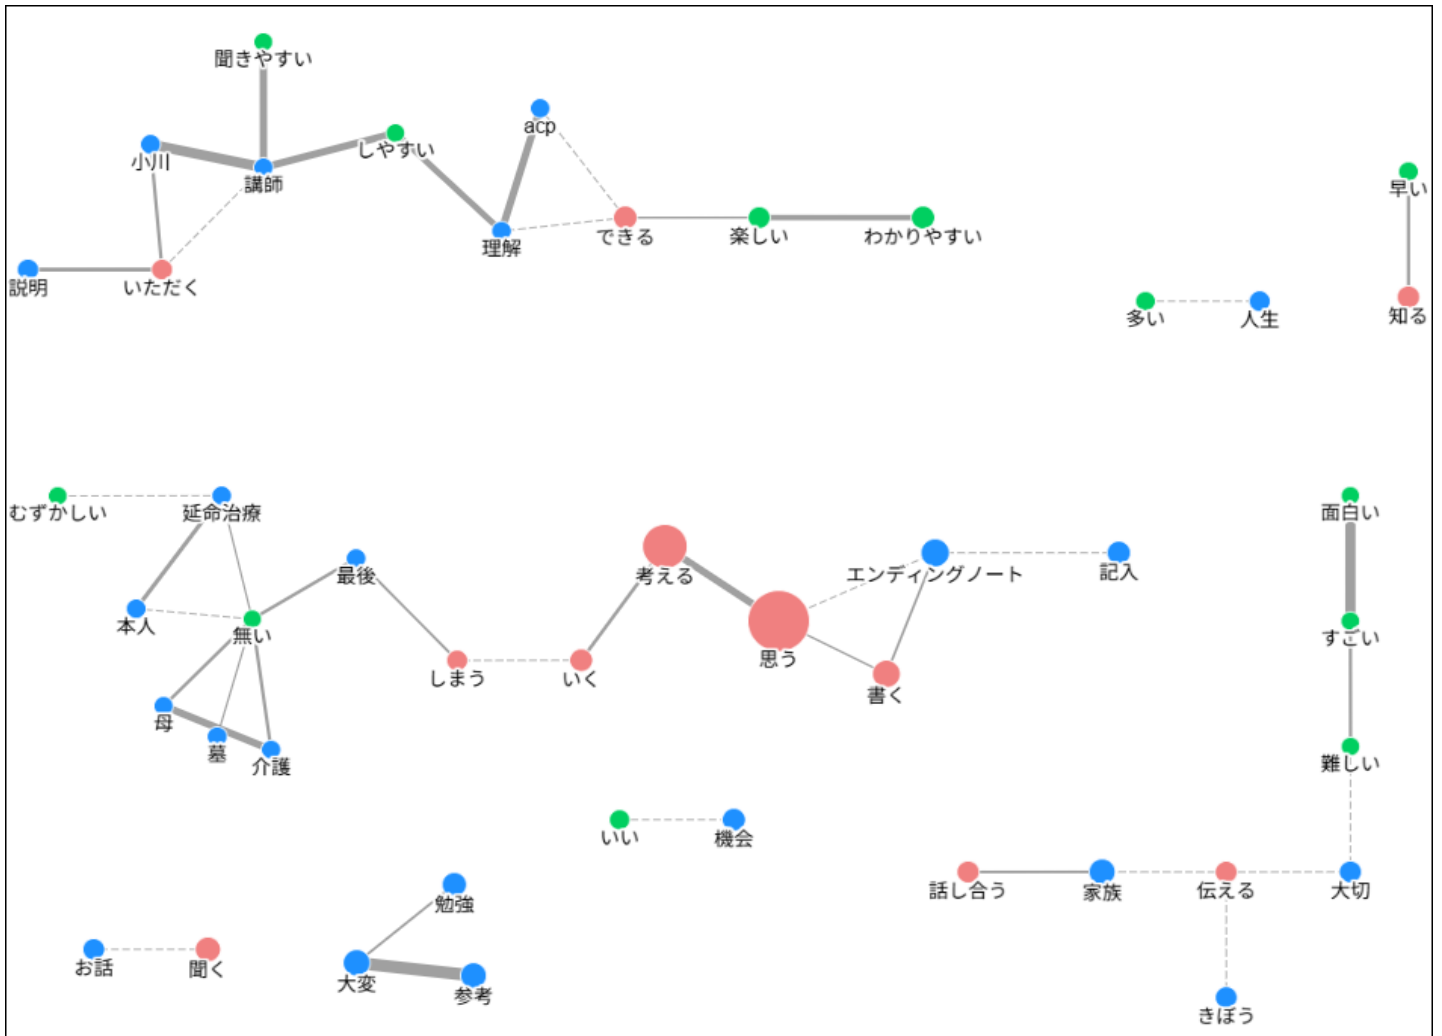 聞きやすい
acp
しやすい
小川
講師
早い
理解
できる
楽しい
わかりやすい
説明
いただく
多い
人生
知る
むずかしい
延命治療
面白い
最後
考える
エンディングノート
記入
本人
無い
すごい
思う
しまう
いく
書く
母
墓
介護
難しい
いい
機会
話し合う
家族
伝える
大切
勉強
お話
聞く
大変
参考
きぼう